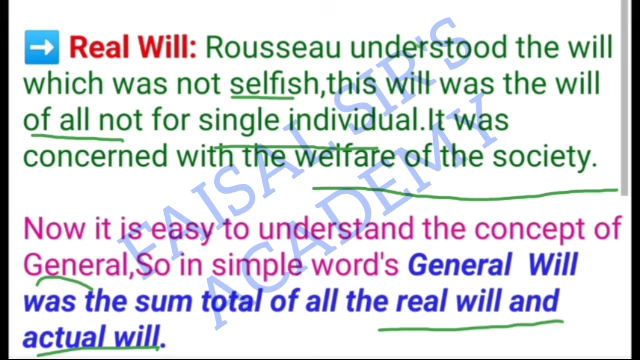 ➡ Real Will: Rousseau understood the will
which was not selfish,this will was the will
of all not for single individual.It was
concerned with the welfare of the society.
Now it is easy to understand the concept of
General,So in simple word's General Will
was the sum total of all the real will and
actual will.
FAISAL SIR'S
ACADEMY